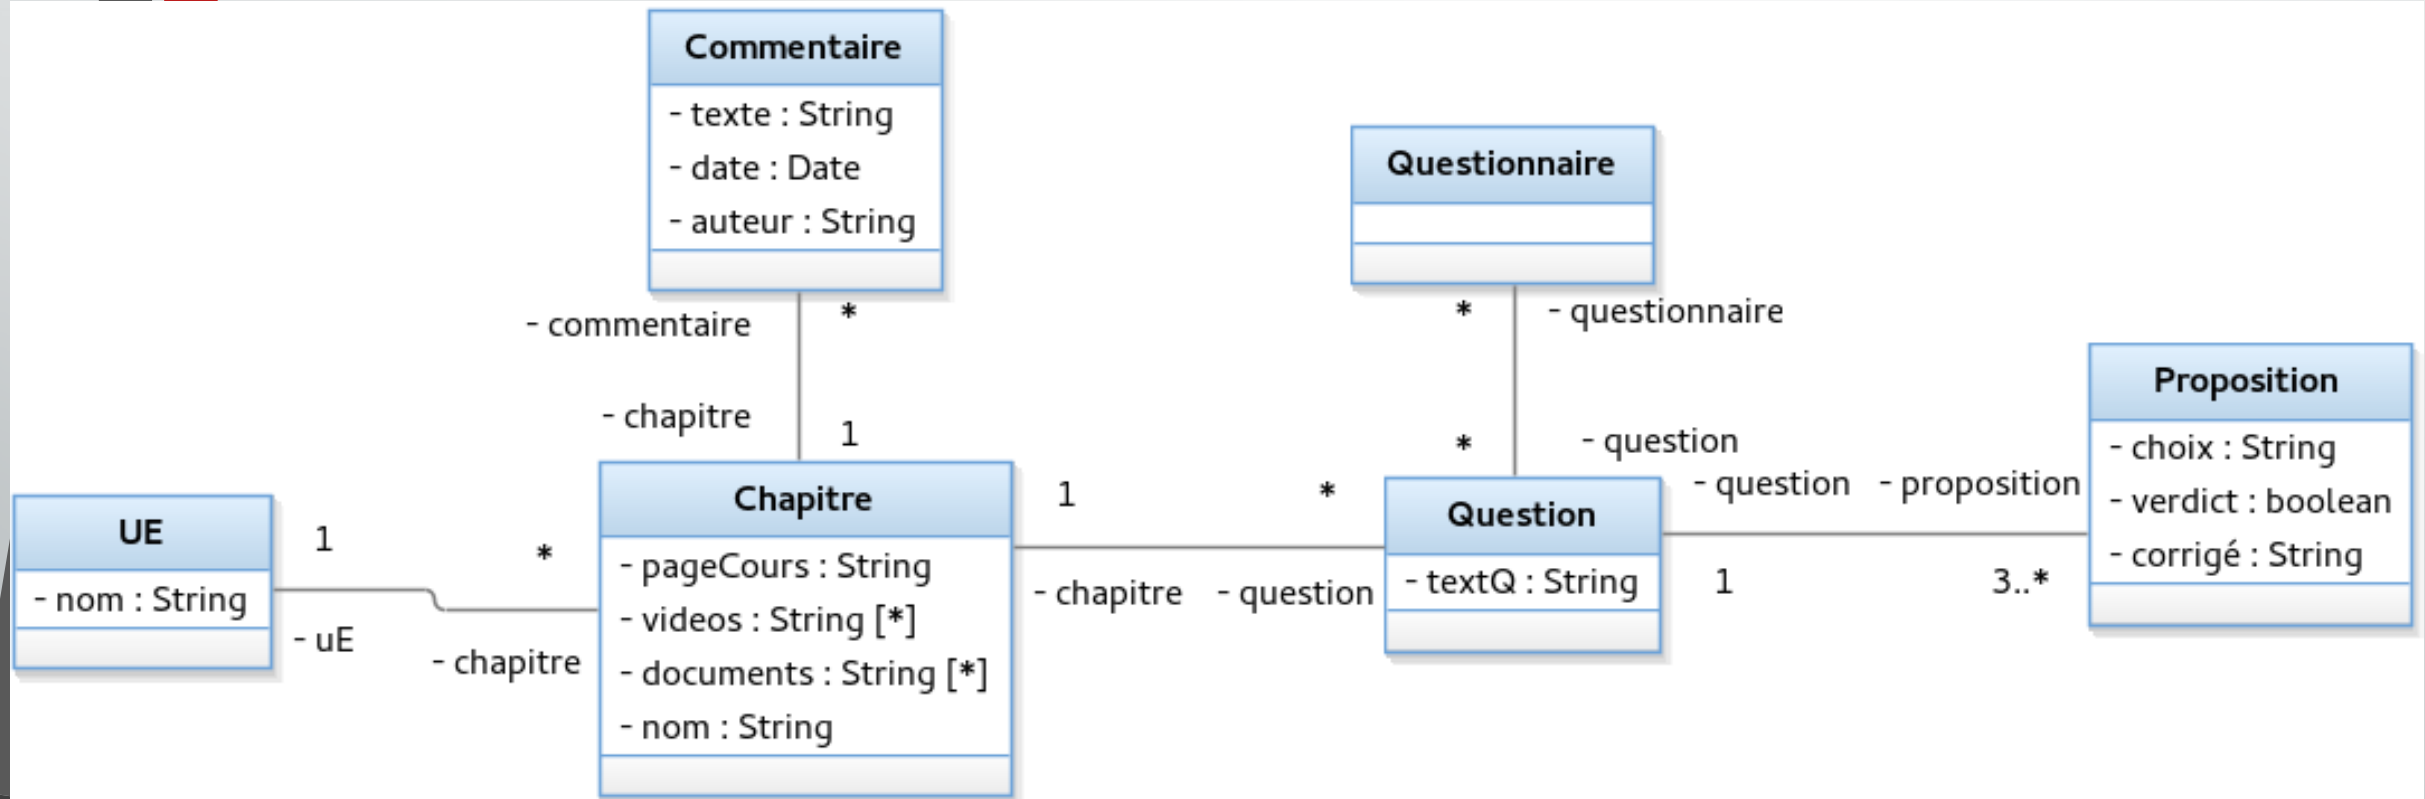 Commentaire
- texte : String
- date : Date
- auteur : String
- commentaire
*
- chapitre
1
Questionnaire
*
- questionnaire
*
- question
UE
- nom : String
1
*
- uE
- chapitre
Chapitre
- pageCours : String
- videos : String [*]
- documents : String [*]
- nom : String
1
*
- chapitre
- question
Question
- textQ : String
- question
- proposition
1
3..*
Proposition
- choix : String
- verdict : boolean
- corrigé : String